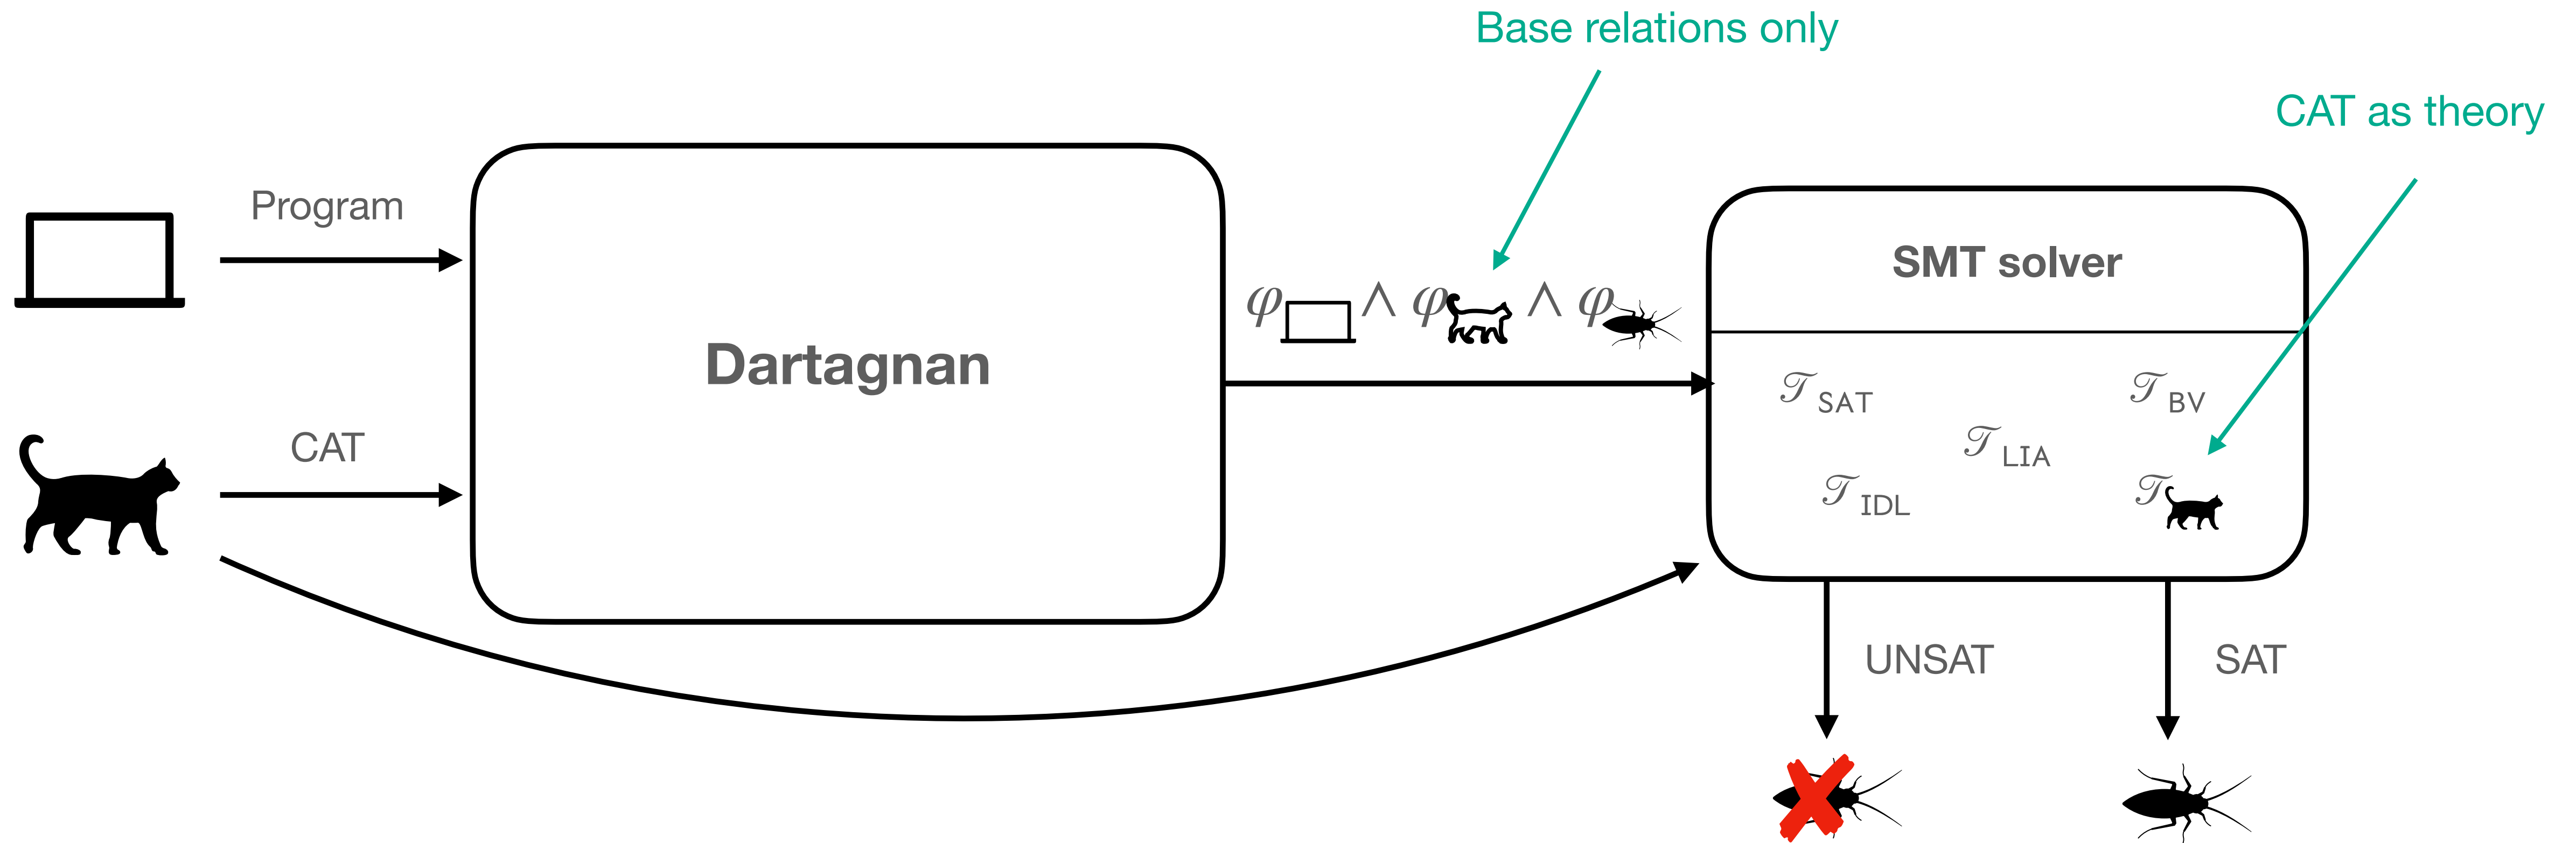 Base relations only
CAT as theory
Program
SMT solver
φ ∧ φ ∧ φ
Dartagnan
𝒯 SAT
𝒯 BV
𝒯 LIA
CAT
𝒯 IDL
𝒯
UNSAT
SAT